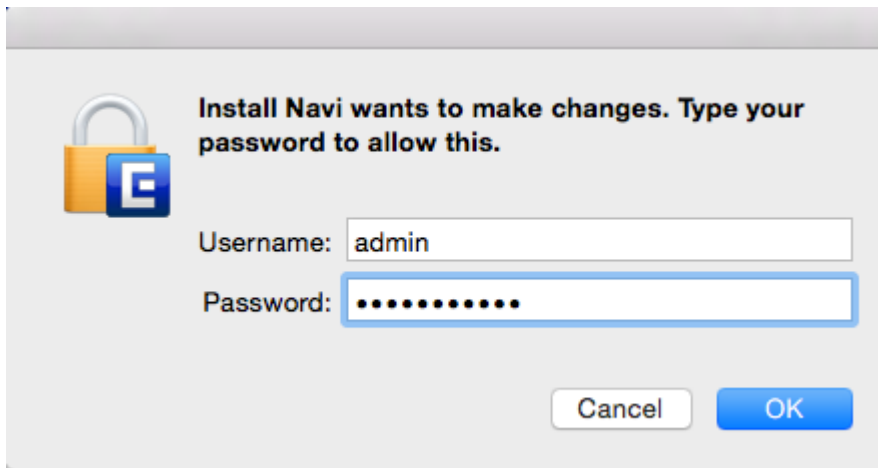 Install Navi wants to make changes. Type your
password to allow this.
Username: admin
Password: •••••••••••
Cancel OK